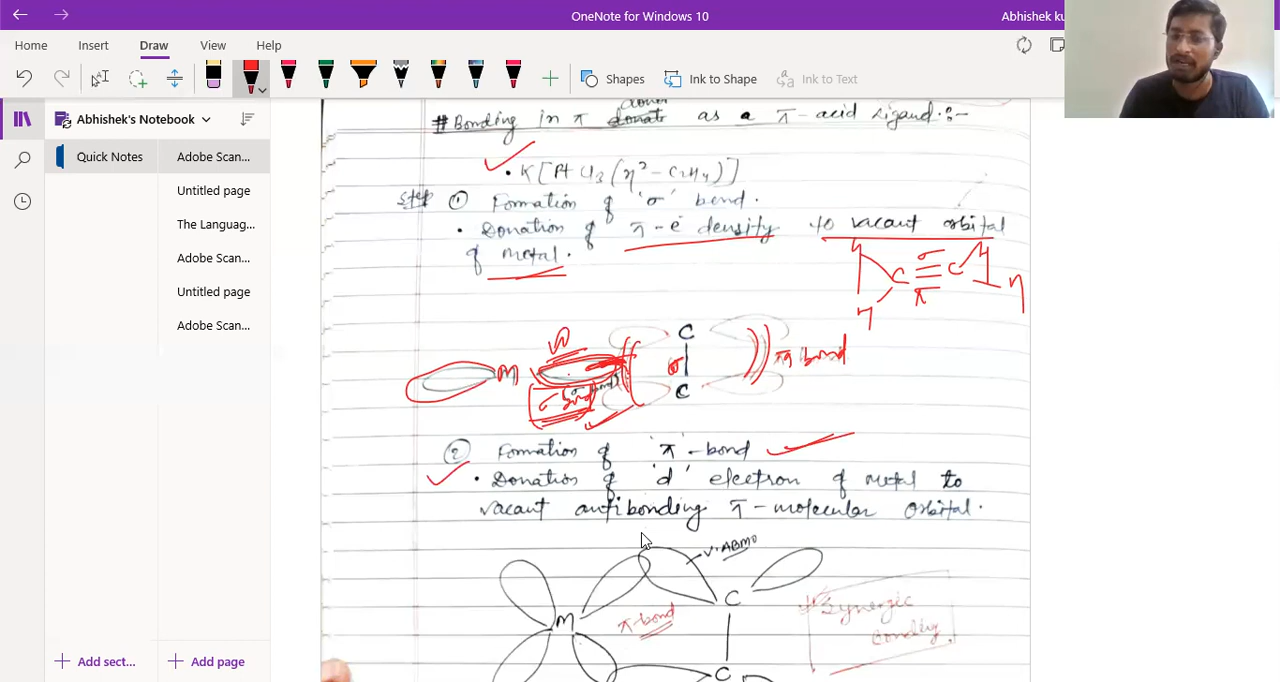 OneNote for Windows 10
Abhishek ku
Home Insert Draw View Help
Shapes Ink to Shape Ink to Text
Abhishek's Notebook
Quick Notes
Adobe Scan...
Untitled page
The Languag...
Adobe Scan...
Untitled page
Adobe Scan...
Add sect...
Add page
donor
#Bonding in π donate as a π-acid ligand:-
• K[Pt Cl3 (η2-C2H4)]
Step ① Formation of 'σ' bond.
• Donation of π-e density to vacant orbital
of metal.
H H
C C
σ
π
H H
C
M σ π bond
σ bond
C
② Formation of 'π'-bond
• Donation of 'd' electron of metal to
vacant antibonding π-molecular orbital.
V.ABMO
C
M π-bond
#Synergic
bonding.
C